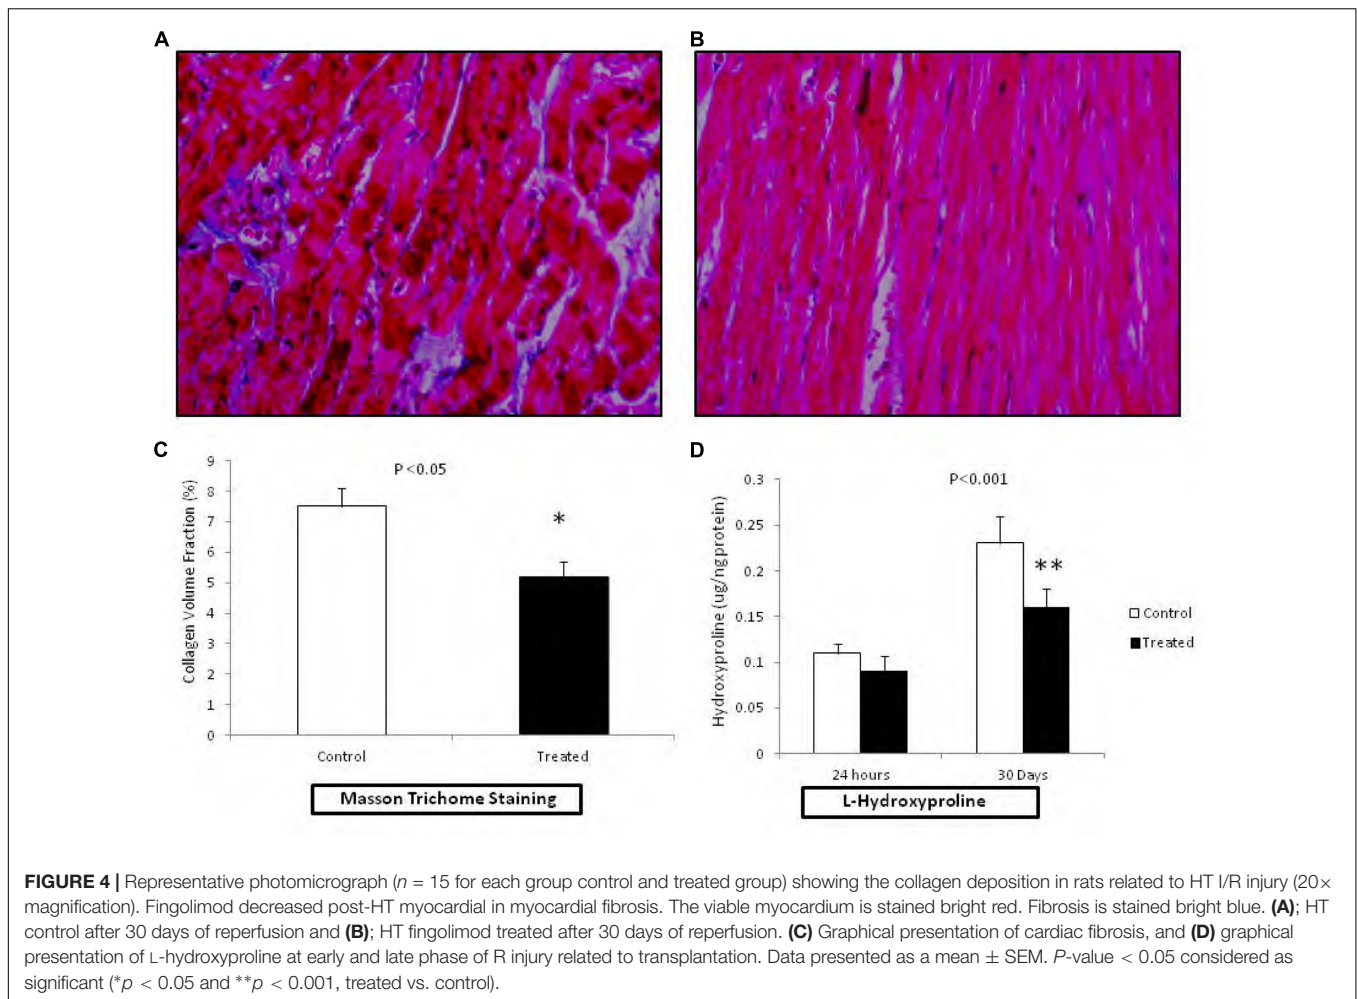 A
B
C
9
8
7
6
5
4
3
2
1
0
Collagen Volume Fraction (%)
P<0.05
*
Control
Treated
Masson Trichome Staining
D
0.3
0.25
0.2
0.15
0.1
0.05
0
Hydroxyproline (ug/ngprotein)
P<0.001
**
24 hours
30 Days
L-Hydroxyproline
Control
Treated
FIGURE 4 | Representative photomicrograph (n = 15 for each group control and treated group) showing the collagen deposition in rats related to HT I/R injury (20×
magnification). Fingolimod decreased post-HT myocardial in myocardial fibrosis. The viable myocardium is stained bright red. Fibrosis is stained bright blue. (A); HT
control after 30 days of reperfusion and (B); HT fingolimod treated after 30 days of reperfusion. (C) Graphical presentation of cardiac fibrosis, and (D) graphical
presentation of L-hydroxyproline at early and late phase of R injury related to transplantation. Data presented as a mean ± SEM. P-value < 0.05 considered as
significant (*p < 0.05 and **p < 0.001, treated vs. control).